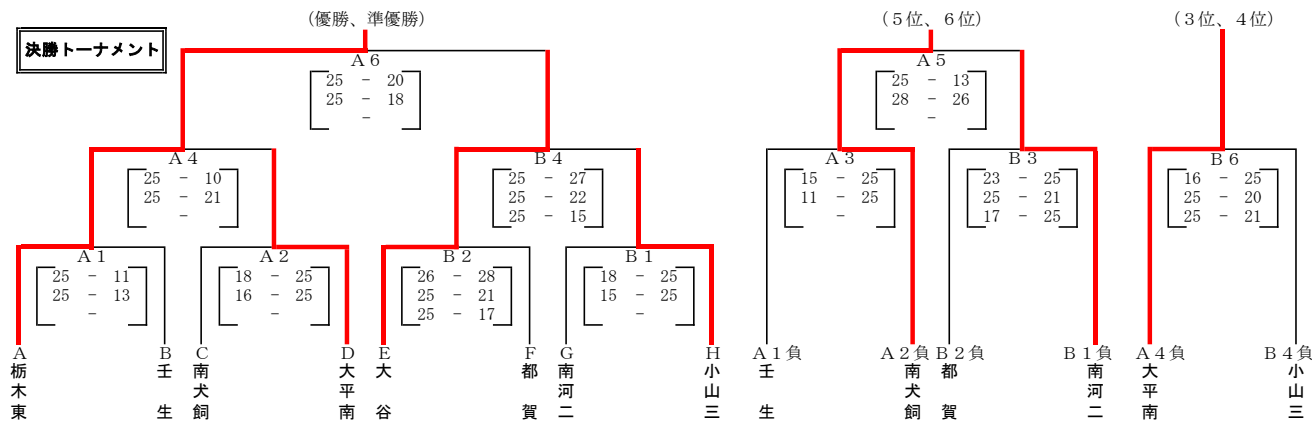 (優勝、準優勝) (5位、6位) (3位、4位)
決勝トーナメント
A6 A5
25 - 20 25 - 13
25 - 18 28 - 26
- -
A4 B4 A3 B3 B6
25 - 10 25 - 27 15 - 25 23 - 25 16 - 25
25 - 21 25 - 22 11 - 25 25 - 21 25 - 20
- 25 - 15 - 17 - 25 25 - 21
A1 A2 B2 B1
25 - 11 18 - 25 26 - 28 18 - 25
25 - 13 16 - 25 25 - 21 15 - 25
- - 25 - 17 -
A B C D E F G H A1負 A2負 B2負 B1負 A4負 B4負
栃木東 壬生 南犬飼 大平南 大谷 都賀 南河二 小山三 壬生 南犬飼 都賀 南河二 大平南 小山三